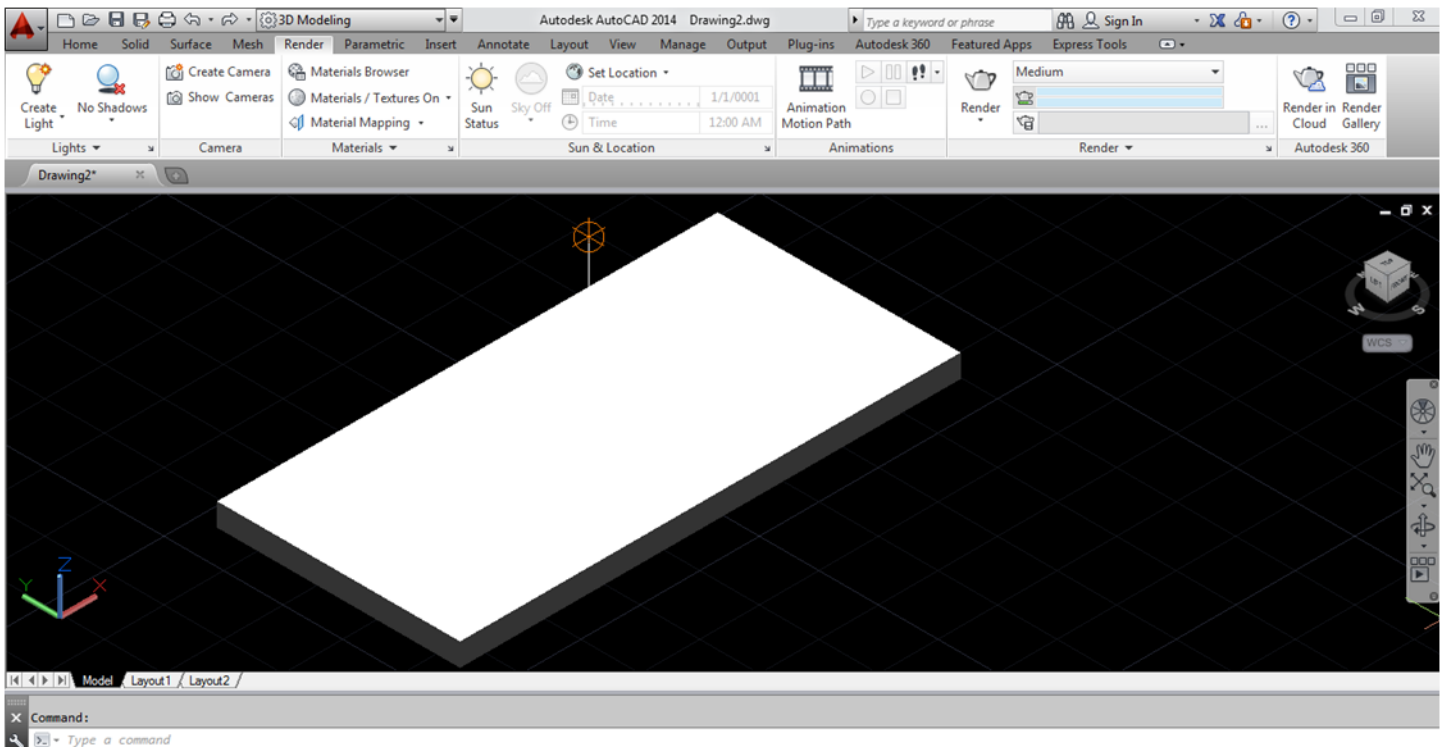 3D Modeling Autodesk AutoCAD 2014 Drawing2.dwg Type a keyword or phrase Sign In
Home Solid Surface Mesh Render Parametric Insert Annotate Layout View Manage Output Plug-ins Autodesk 360 Featured Apps Express Tools
Create Light
No Shadows
Create Camera
Show Cameras
Materials Browser
Materials / Textures On
Material Mapping
Sun Status
Sky Off
Set Location
Date 1/1/0001
Time 12:00 AM
Animation Motion Path
Render
Medium
...
Render in Cloud
Render Gallery
Lights Camera Materials Sun & Location Animations Render Autodesk 360
Drawing2*
TOP
LEFT FRONT
W S
WCS
Z
Y X
Model Layout1 Layout2
Command:
Type a command